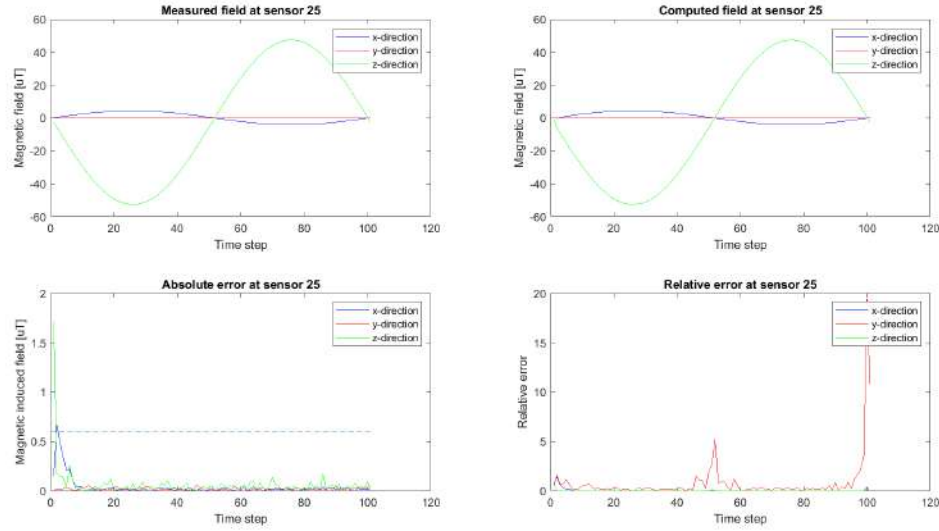 Measured field at sensor 25
Magnetic field [uT]
60
40
20
0
-20
-40
-60
0 20 40 60 80 100 120
Time step
x-direction
y-direction
z-direction
Computed field at sensor 25
Magnetic field [uT]
60
40
20
0
-20
-40
-60
0 20 40 60 80 100 120
Time step
x-direction
y-direction
z-direction
Absolute error at sensor 25
Magnetic induced field [uT]
2
1.5
1
0.5
0
0 20 40 60 80 100 120
Time step
x-direction
y-direction
z-direction
Relative error at sensor 25
Relative error
20
15
10
5
0
0 20 40 60 80 100 120
Time step
x-direction
y-direction
z-direction